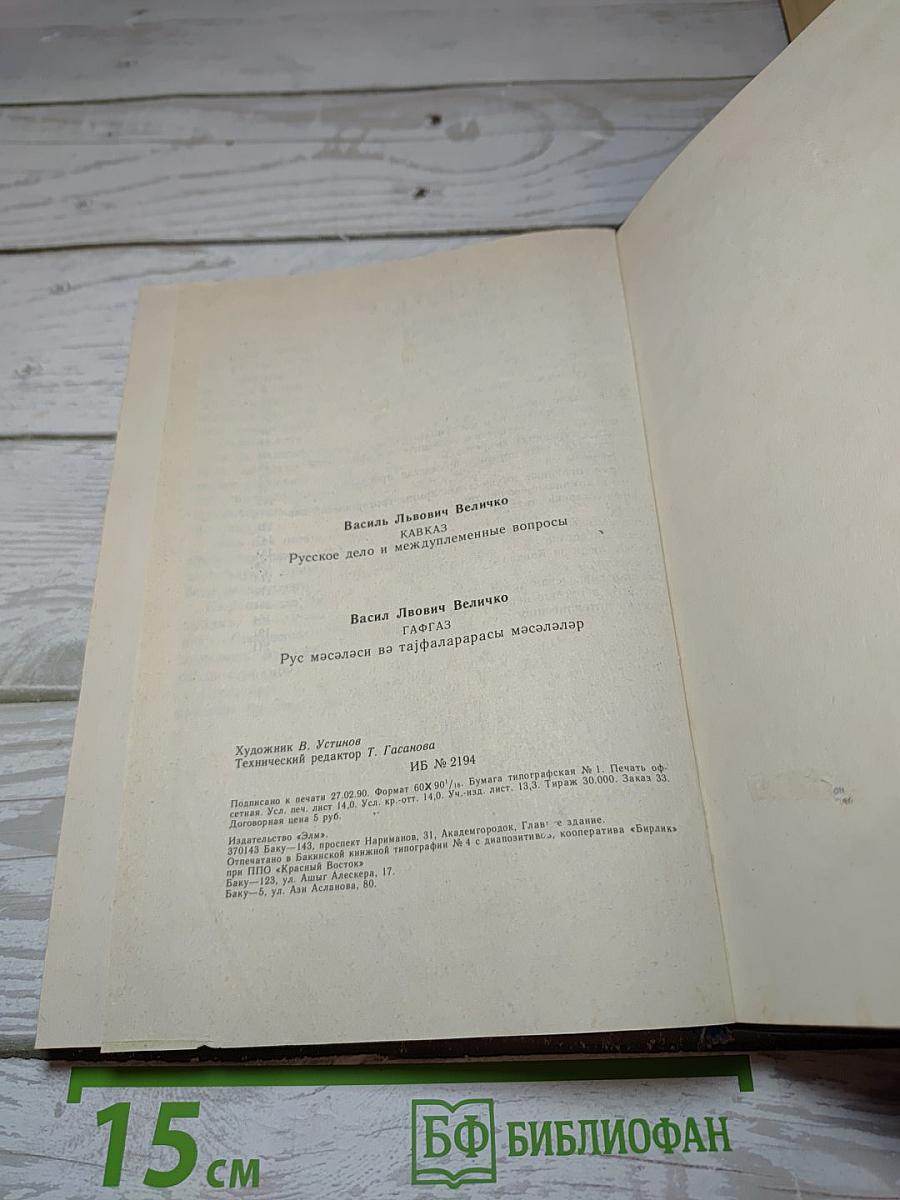 Василь Львович Величко
КАВКАЗ
Русское дело и междуплеменные вопросы
Васил Лвович Величко
ГАФГАЗ
Рус мәсәләси вә тајфаларарасы мәсәләләр
Художник В. Устинов
Технический редактор Т. Гасанова
ИБ № 2194
Подписано к печати 27.02.90. Формат 60X90¹/₁₆. Бумага типографская № 1. Печать оф-
сетная. Усл. печ. лист 14,0. Усл. кр.-отт. 14,0. Уч.-изд. лист. 13,3. Тираж 30.000. Заказ 33.
Договорная цена 5 руб.
Издательство «Элм».
370143 Баку—143, проспект Нариманов, 31, Академгородок, Глав е здание.
Отпечатано в Бакинской книжной типографии № 4 с диапозитивов, кооператива «Бирлик»
при ППО «Красный Восток»
Баку—123, ул. Ашыг Алескера, 17.
Баку—5, ул. Ази Асланова, 80.
15 см
БФ БИБЛИОФАН